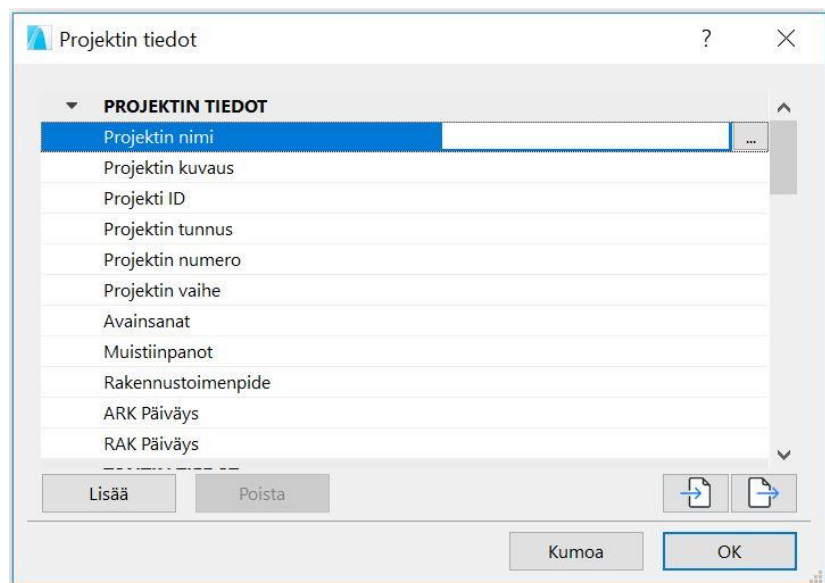 Projektin tiedot ?
PROJEKTIN TIEDOT
Projektin nimi ...
Projektin kuvaus
Projekti ID
Projektin tunnus
Projektin numero
Projektin vaihe
Avainsanat
Muistiinpanot
Rakennustoimenpide
ARK Päiväys
RAK Päiväys
Lisää Poista
Kumoa OK